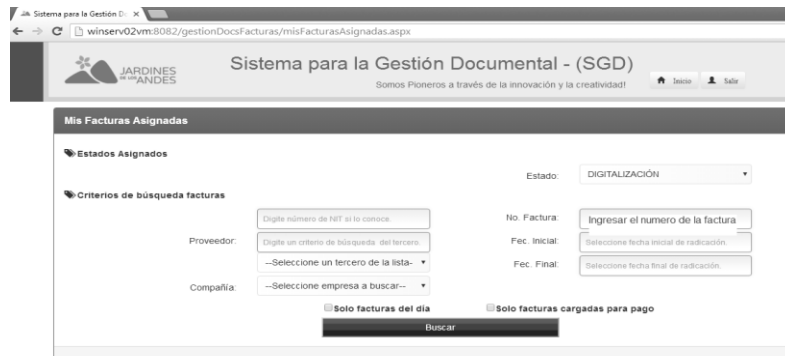 Sistema para la Gestión D
winserv02vm:8082/gestionDocsFacturas/misFacturasAsignadas.aspx
JARDINES
DE LOS ANDES
Sistema para la Gestión Documental - (SGD)
Somos Pioneros a través de la innovación y la creatividad!
Inicio Salir
Mis Facturas Asignadas
Estados Asignados
Estado: DIGITALIZACIÓN
Criterios de búsqueda facturas
Digite número de NIT si lo conoce. No. Factura: Ingresar el numero de la factura
Proveedor: Digite un criterio de búsqueda del tercero. Fec. Inicial: Seleccione fecha inicial de radicación.
--Seleccione un tercero de la lista- Fec. Final: Seleccione fecha final de radicación.
Compañía: --Seleccione empresa a buscar--
Solo facturas del día Solo facturas cargadas para pago
Buscar